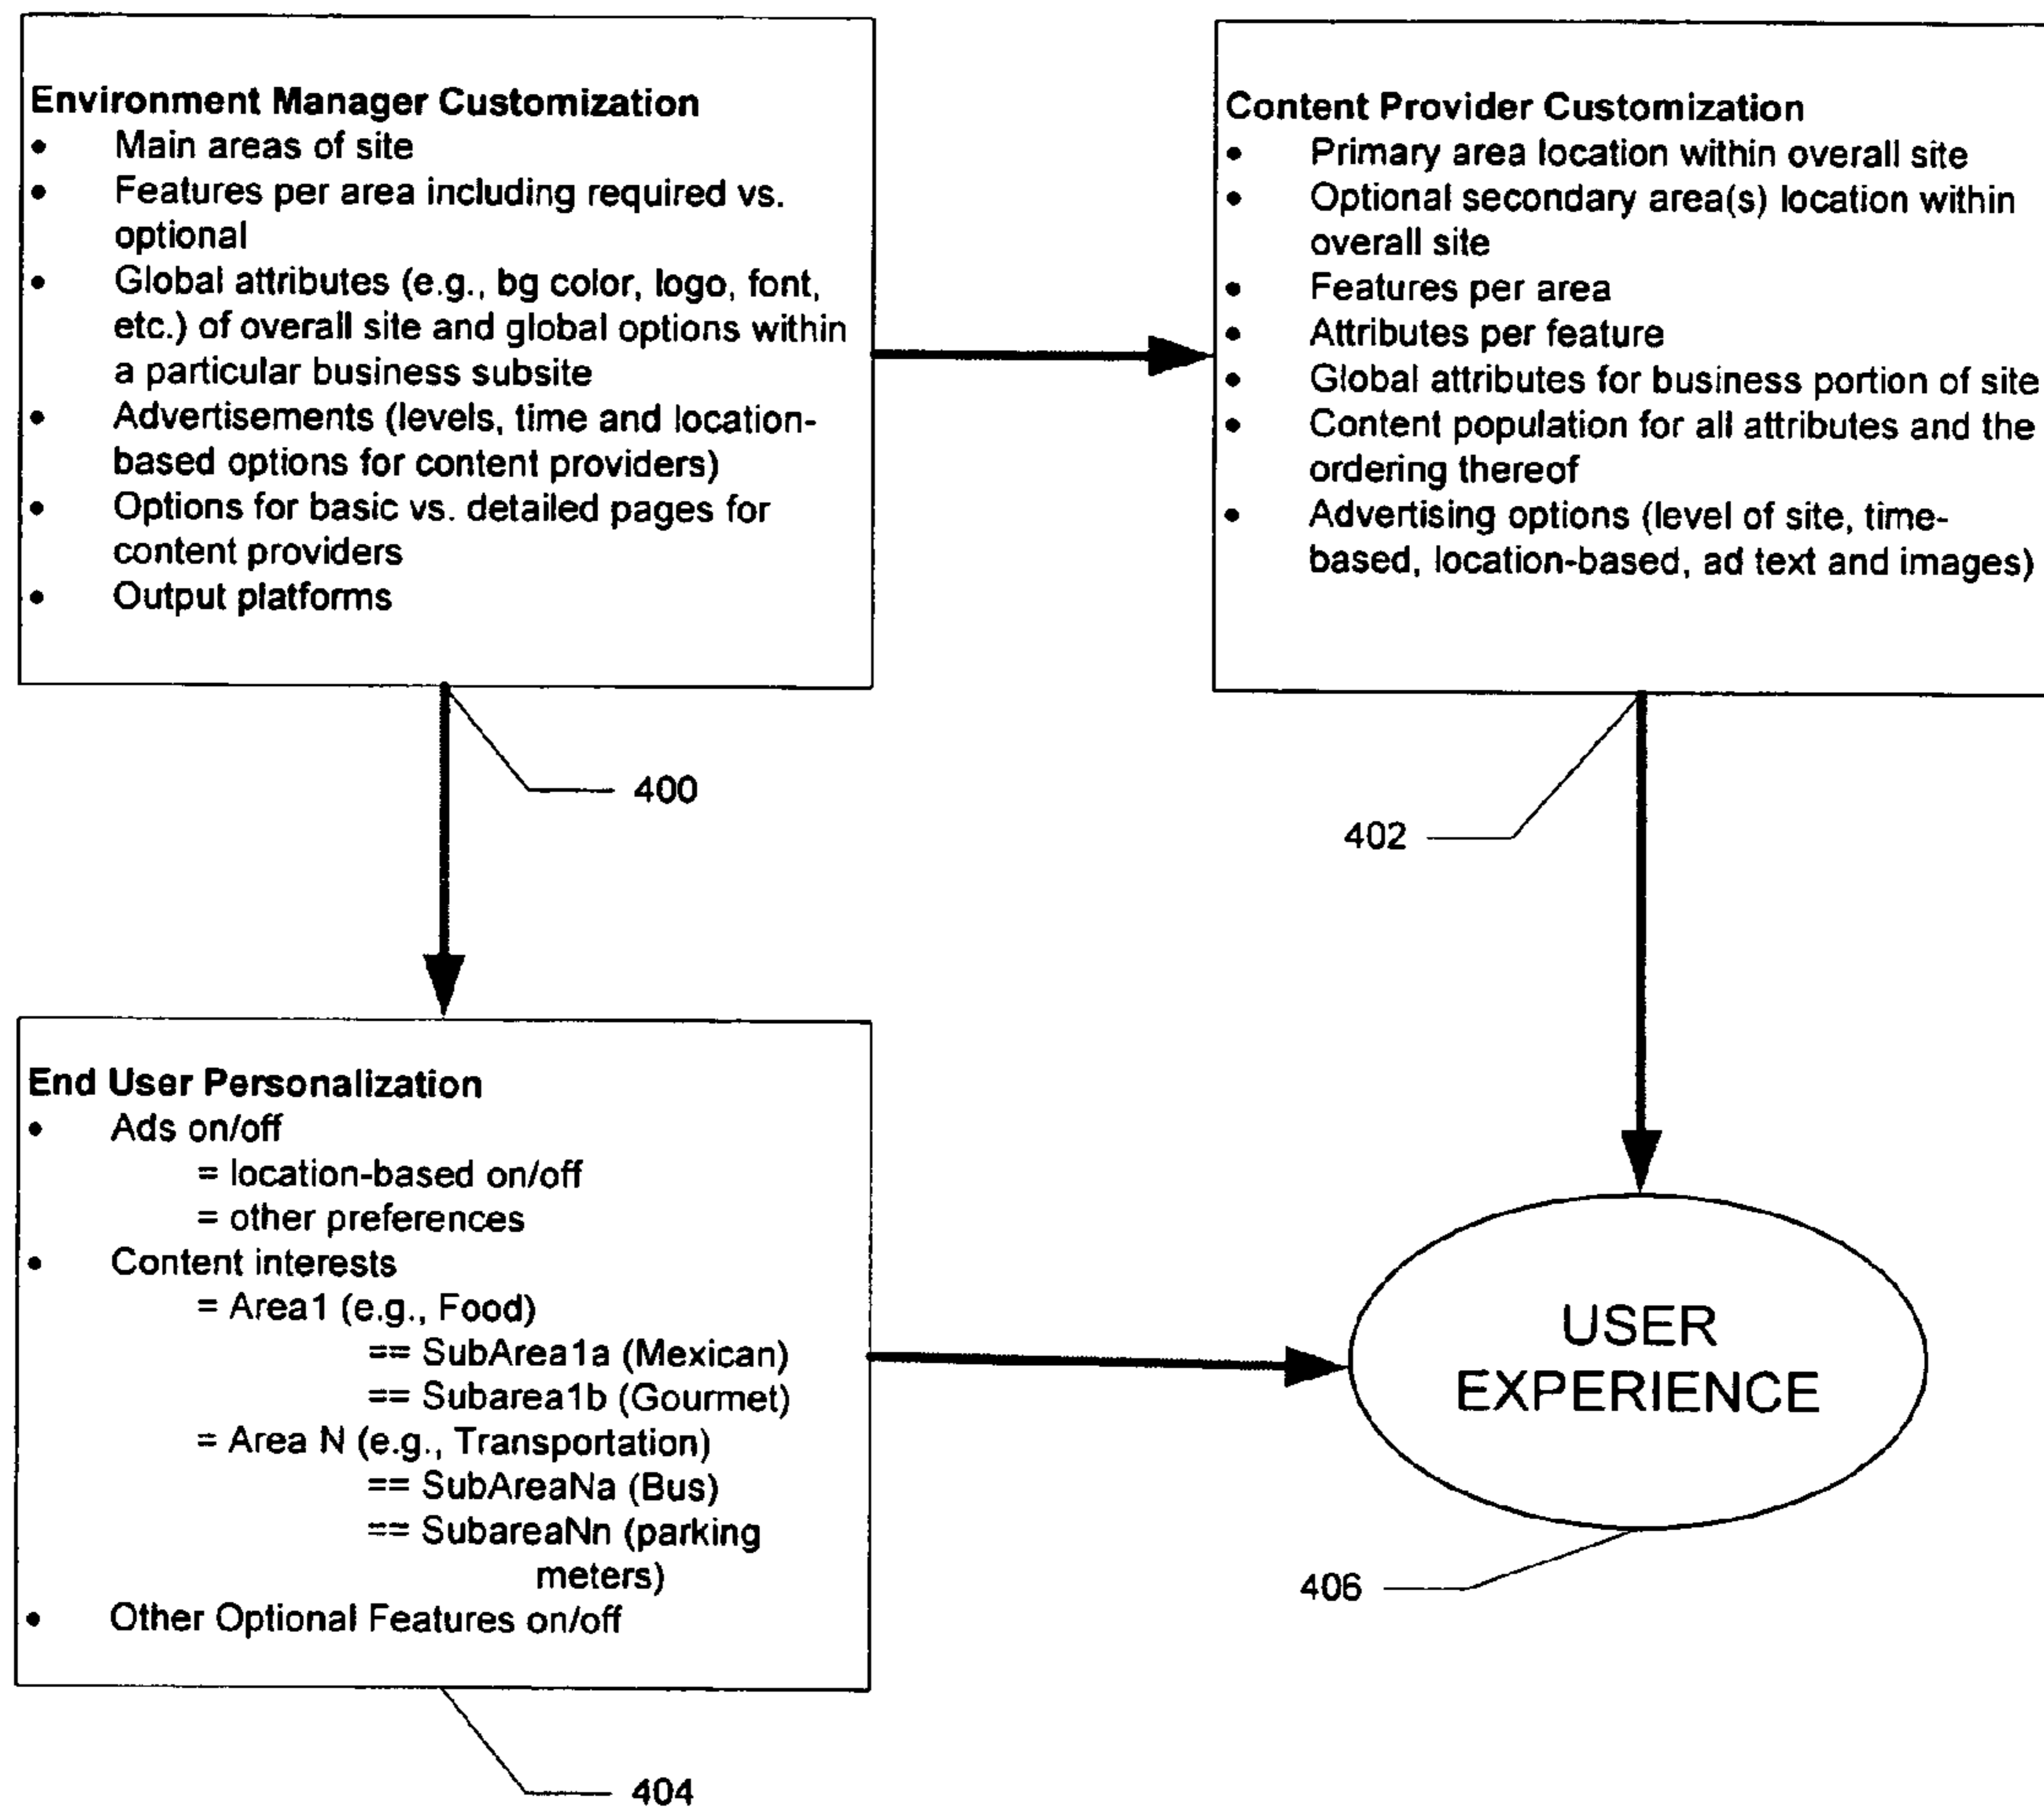 Environment Manager Customization
• Main areas of site
• Features per area including required vs.
optional
• Global attributes (e.g., bg color, logo, font,
etc.) of overall site and global options within
a particular business subsite
• Advertisements (levels, time and location-
based options for content providers)
• Options for basic vs. detailed pages for
content providers
• Output platforms
400
Content Provider Customization
• Primary area location within overall site
• Optional secondary area(s) location within
overall site
• Features per area
• Attributes per feature
• Global attributes for business portion of site
• Content population for all attributes and the
ordering thereof
• Advertising options (level of site, time-
based, location-based, ad text and images)
402
End User Personalization
• Ads on/off
= location-based on/off
= other preferences
• Content interests
= Area1 (e.g., Food)
== SubArea1a (Mexican)
== Subarea1b (Gourmet)
= Area N (e.g., Transportation)
== SubAreaNa (Bus)
== SubareaNn (parking
meters)
• Other Optional Features on/off
404
USER
EXPERIENCE
406